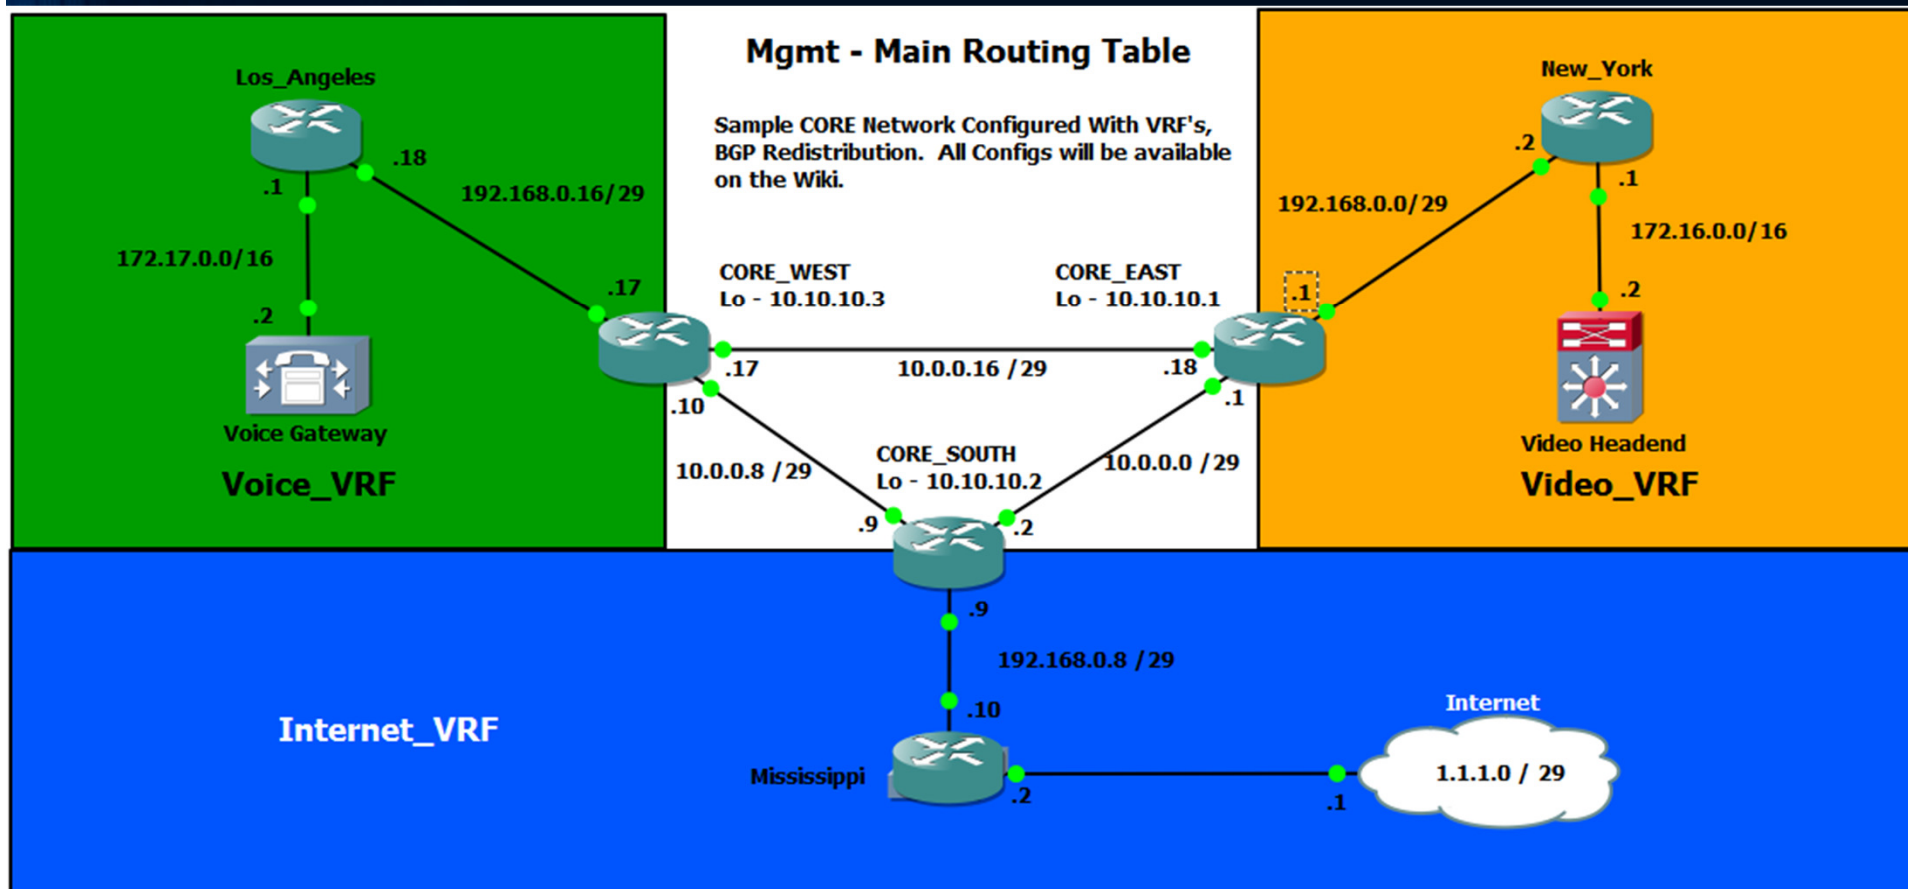 Mgmt - Main Routing Table
Sample CORE Network Configured With VRF's,
BGP Redistribution.  All Configs will be available
on the Wiki.
Los_Angeles
.18
.1
192.168.0.16/29
172.17.0.0/16
.17
.2
Voice Gateway
Voice_VRF
CORE_WEST
Lo - 10.10.10.3
CORE_EAST
Lo - 10.10.10.1
.17
10.0.0.16 /29
.18
.10
.1
10.0.0.8 /29
CORE_SOUTH
Lo - 10.10.10.2
10.0.0.0 /29
.9
.2
New_York
.2
.1
192.168.0.0/29
172.16.0.0/16
.1
.2
Video Headend
Video_VRF
.9
192.168.0.8 /29
.10
Internet_VRF
Mississippi
.2
.1
Internet
1.1.1.0 / 29